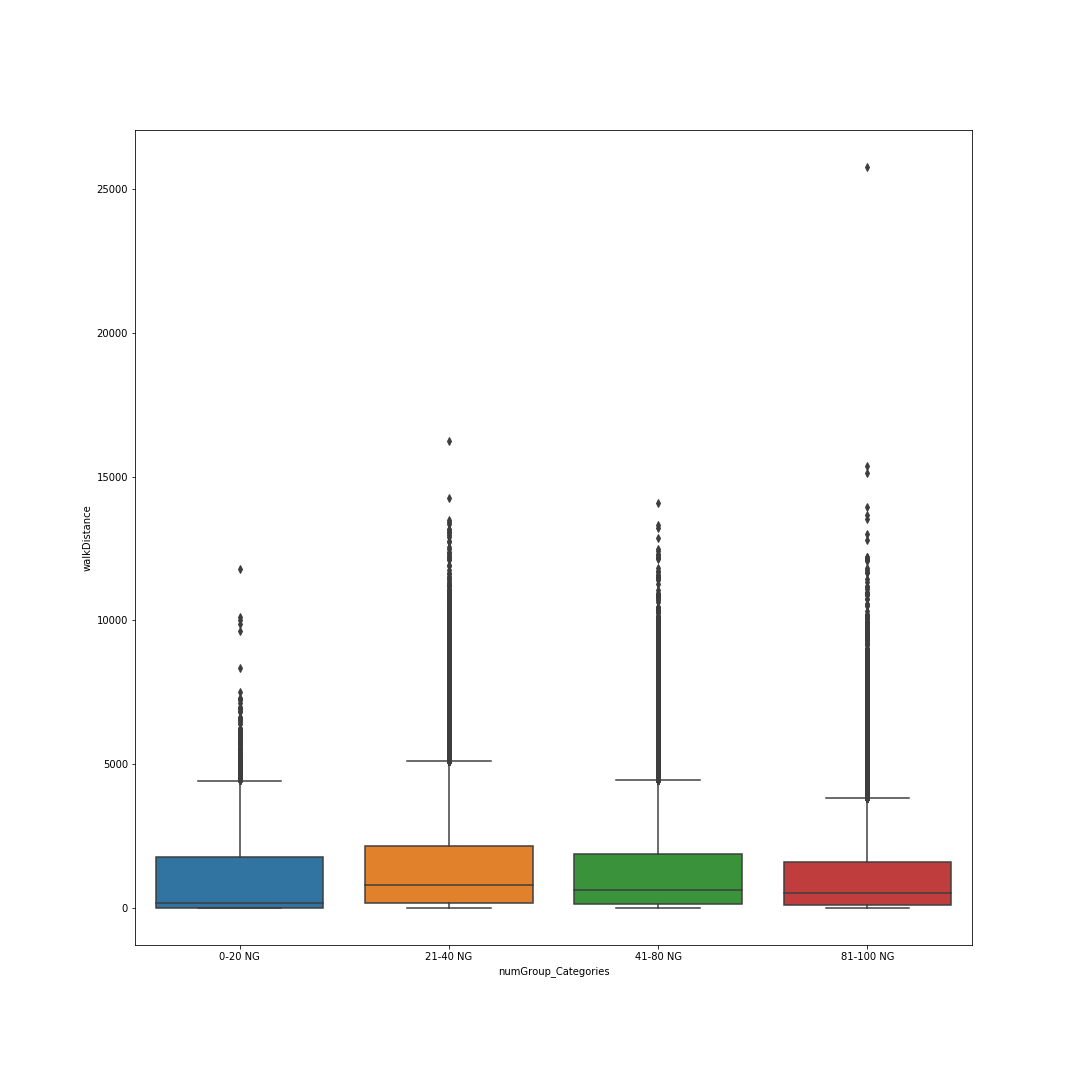 25000
20000
15000
10000
5000
0
walkDistance
0-20 NG
21-40 NG
41-80 NG
81-100 NG
numGroup_Categories